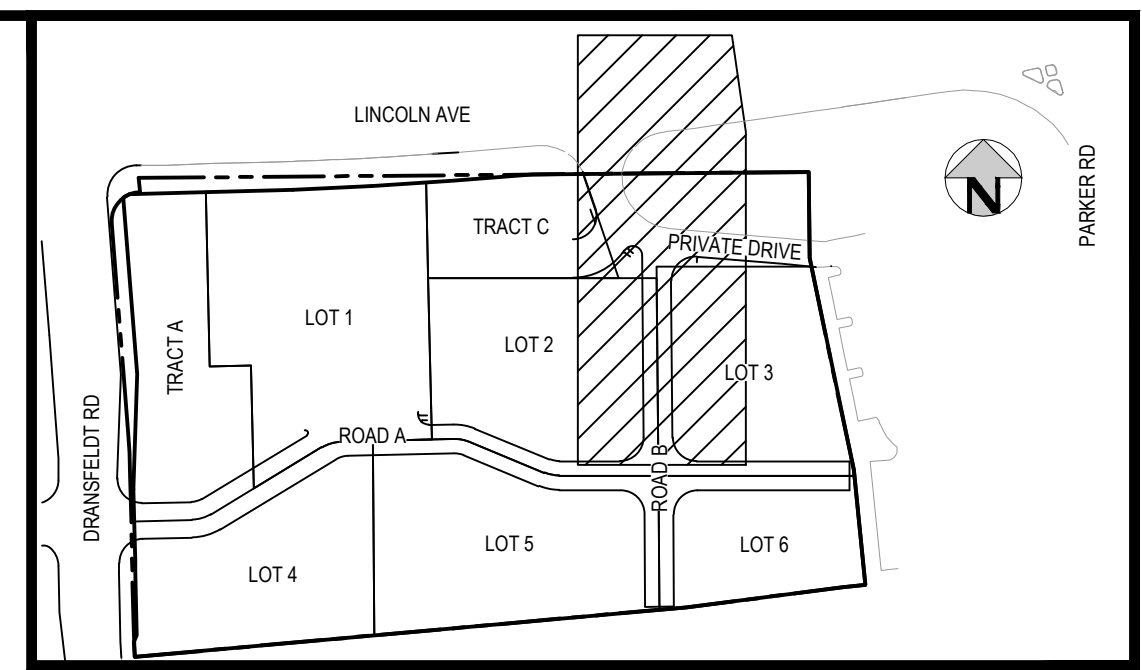 LINCOLN AVE
PARKER RD
N
TRACT C
PRIVATE DRIVE
LOT 1
TRACT A
LOT 2
LOT 3
DRANSFELDT RD
ROAD A
ROAD B
LOT 5
LOT 6
LOT 4